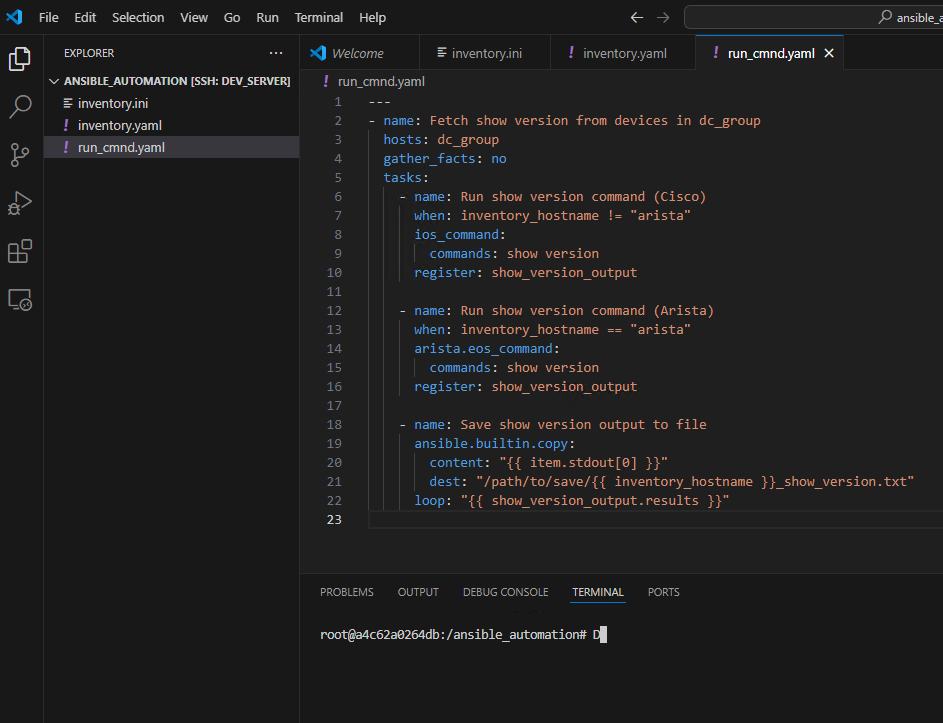 File Edit Selection View Go Run Terminal Help
ansible_a
EXPLORER
ANSIBLE_AUTOMATION [SSH: DEV_SERVER]
inventory.ini
! inventory.yaml
! run_cmnd.yaml
Welcome
inventory.ini
! inventory.yaml
! run_cmnd.yaml
! run_cmnd.yaml
1 ---
2 - name: Fetch show version from devices in dc_group
3 hosts: dc_group
4 gather_facts: no
5 tasks:
6 - name: Run show version command (Cisco)
7 when: inventory_hostname != "arista"
8 ios_command:
9 commands: show version
10 register: show_version_output
11
12 - name: Run show version command (Arista)
13 when: inventory_hostname == "arista"
14 arista.eos_command:
15 commands: show version
16 register: show_version_output
17
18 - name: Save show version output to file
19 ansible.builtin.copy:
20 content: "{{ item.stdout[0] }}"
21 dest: "/path/to/save/{{ inventory_hostname }}_show_version.txt"
22 loop: "{{ show_version_output.results }}"
23
PROBLEMS OUTPUT DEBUG CONSOLE TERMINAL PORTS
root@a4c62a0264db:/ansible_automation# D